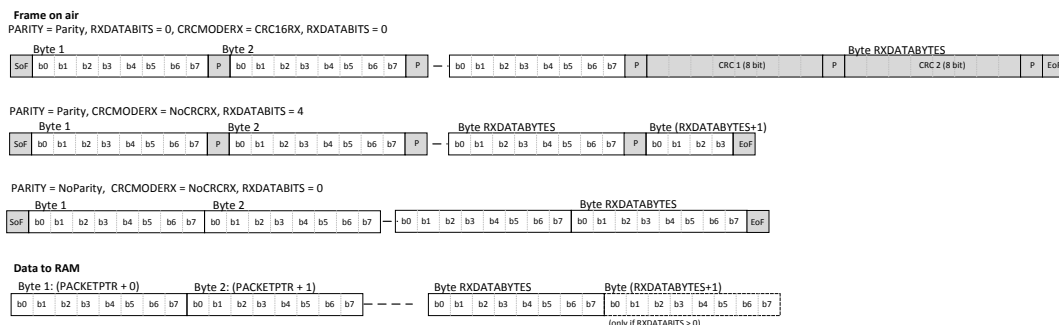 Frame on air
PARITY = Parity, RXDATABITS = 0, CRCMODERX = CRC16RX, RXDATABITS = 0
Byte 1 Byte 2 Byte RXDATABYTES
SoF b0 b1 b2 b3 b4 b5 b6 b7 P b0 b1 b2 b3 b4 b5 b6 b7 P b0 b1 b2 b3 b4 b5 b6 b7 P CRC 1 (8 bit) P CRC 2 (8 bit) P EoF
PARITY = Parity, CRCMODERX = NoCRCRX, RXDATABITS = 4
Byte 1 Byte 2 Byte RXDATABYTES Byte (RXDATABYTES+1)
SoF b0 b1 b2 b3 b4 b5 b6 b7 P b0 b1 b2 b3 b4 b5 b6 b7 P b0 b1 b2 b3 b4 b5 b6 b7 P b0 b1 b2 b3 EoF
PARITY = NoParity, CRCMODERX = NoCRCRX, RXDATABITS = 0
Byte 1 Byte 2 Byte RXDATABYTES
SoF b0 b1 b2 b3 b4 b5 b6 b7 b0 b1 b2 b3 b4 b5 b6 b7 b0 b1 b2 b3 b4 b5 b6 b7 b0 b1 b2 b3 b4 b5 b6 b7 EoF
Data to RAM
Byte 1: (PACKETPTR + 0) Byte 2: (PACKETPTR + 1) Byte RXDATABYTES Byte (RXDATABYTES+1)
b0 b1 b2 b3 b4 b5 b6 b7 b0 b1 b2 b3 b4 b5 b6 b7 b0 b1 b2 b3 b4 b5 b6 b7 b0 b1 b2 b3 b4 b5 b6 b7
(only if RXDATABITS > 0)